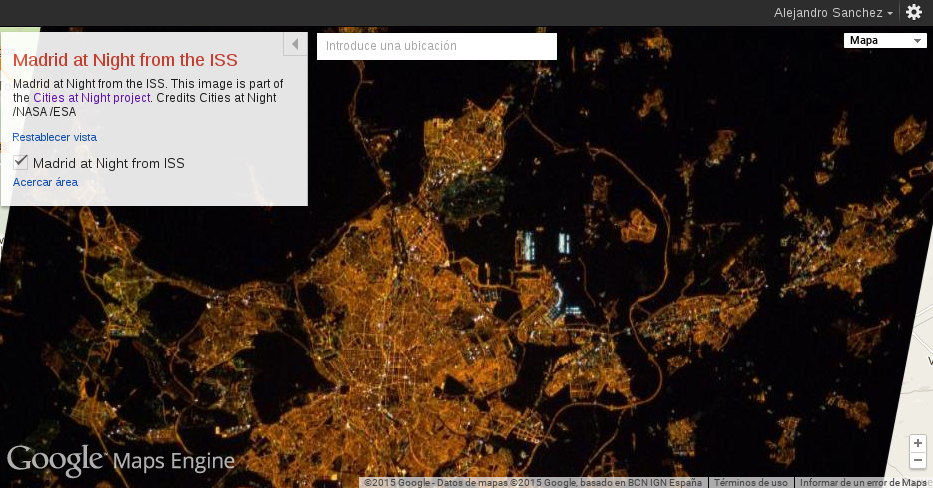 Alejandro Sanchez
Madrid at Night from the ISS
Madrid at Night from the ISS. This image is part of
the Cities at Night project. Credits Cities at Night
/NASA /ESA
Restablecer vista
Madrid at Night from ISS
Acercar área
Introduce una ubicación
Mapa
Google Maps Engine
©2015 Google - Datos de mapas ©2015 Google, basado en BCN IGN España
Términos de uso
Informar de un error de Maps